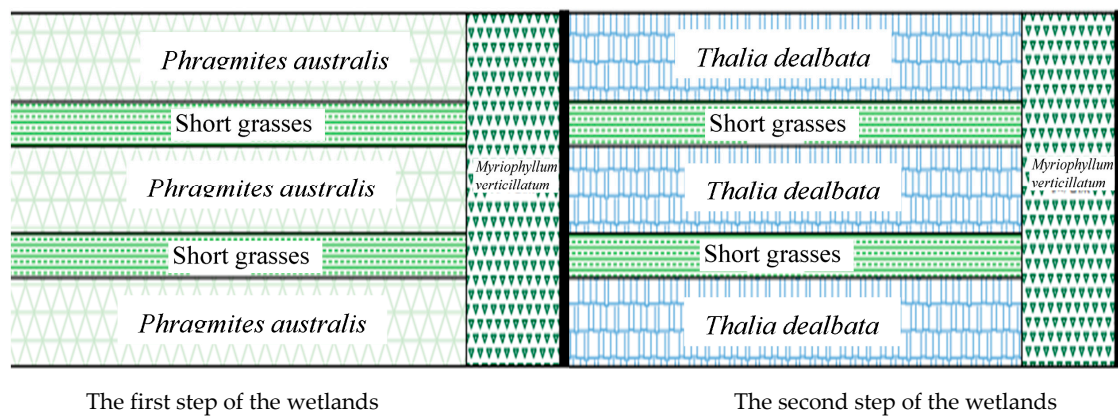 Phragmites australis
Short grasses
Phragmites australis
Short grasses
Phragmites australis
Myriophyllum
verticillatum
Thalia dealbata
Short grasses
Thalia dealbata
Short grasses
Thalia dealbata
Myriophyllum
verticillatum
The first step of the wetlands
The second step of the wetlands